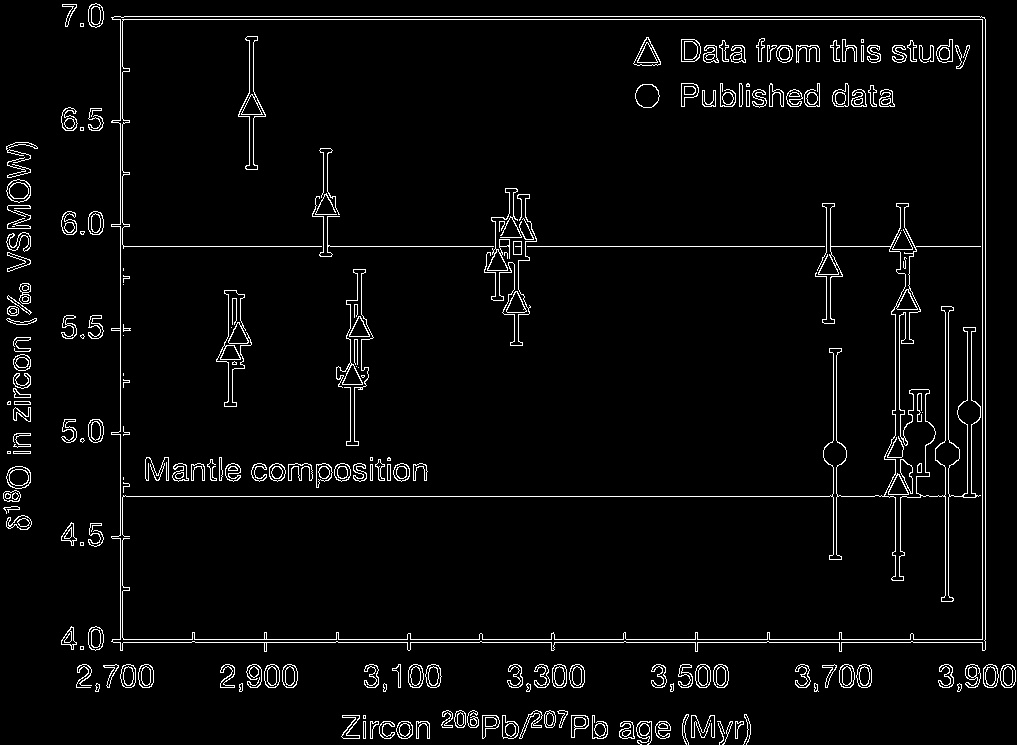 7.0
Data from this study
Published data
6.5
6.0
5.5
5.0
Mantle composition
4.5
4.0
δ¹⁸O in zircon (‰ VSMOW)
2,700 2,900 3,100 3,300 3,500 3,700 3,900
Zircon ²⁰⁶Pb/²⁰⁷Pb age (Myr)